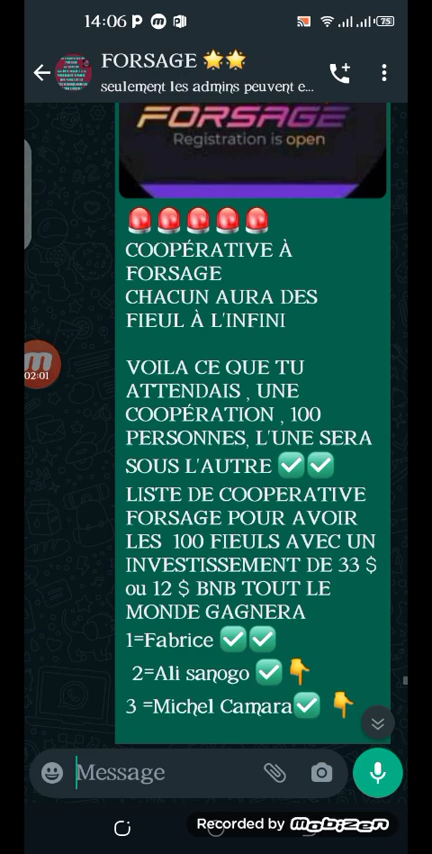 14:06
75
FORSAGE
seulement les admins peuvent e...
FORSAGE
Registration is open
COOPÉRATIVE À
FORSAGE
CHACUN AURA DES
FIEUL À L'INFINI
VOILA CE QUE TU
ATTENDAIS , UNE
COOPÉRATION , 100
PERSONNES, L'UNE SERA
SOUS L'AUTRE
LISTE DE COOPERATIVE
FORSAGE POUR AVOIR
LES 100 FIEULS AVEC UN
INVESTISSEMENT DE 33 $
ou 12 $ BNB TOUT LE
MONDE GAGNERA
1=Fabrice
2=Ali sanogo
3 =Michel Camara
02:01
Message
Recorded by mobizen